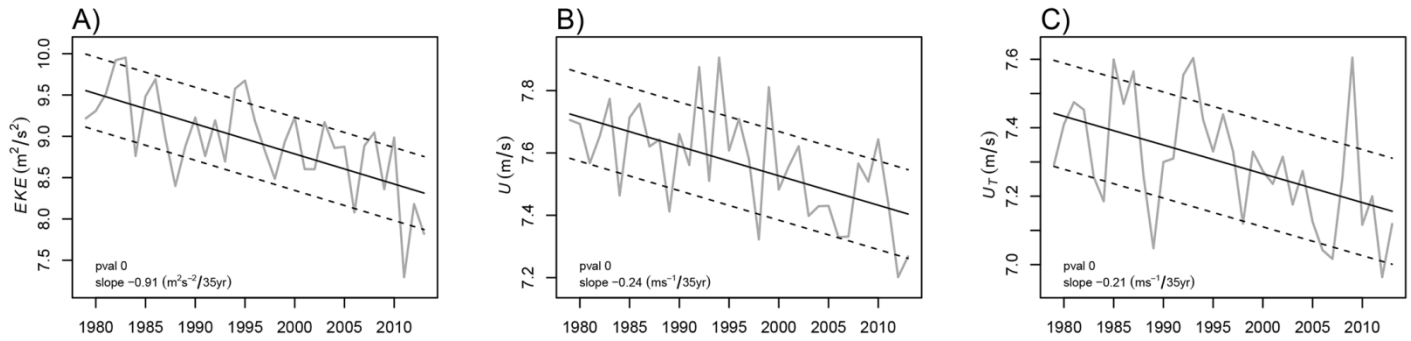 A)
EKE (m²/s²)
10.0
9.5
9.0
8.5
8.0
7.5
pval 0
slope −0.91 (m²s⁻²/35yr)
1980 1985 1990 1995 2000 2005 2010
B)
U (m/s)
7.8
7.6
7.4
7.2
pval 0
slope −0.24 (ms⁻¹/35yr)
1980 1985 1990 1995 2000 2005 2010
C)
U_T (m/s)
7.6
7.4
7.2
7.0
pval 0
slope −0.21 (ms⁻¹/35yr)
1980 1985 1990 1995 2000 2005 2010